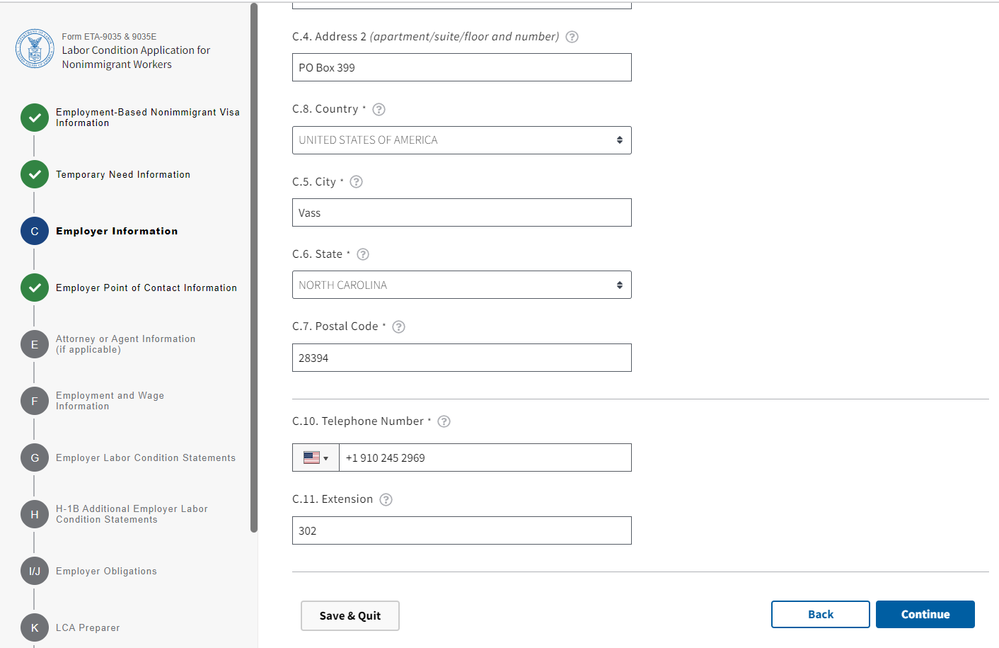 Form ETA-9035 & 9035E
Labor Condition Application for
Nonimmigrant Workers
Employment-Based Nonimmigrant Visa
Information
Temporary Need Information
C
Employer Information
Employer Point of Contact Information
E
Attorney or Agent Information
(if applicable)
F
Employment and Wage
Information
G
Employer Labor Condition Statements
H
H-1B Additional Employer Labor
Condition Statements
I/J
Employer Obligations
K
LCA Preparer
C.4. Address 2 (apartment/suite/floor and number) ?
PO Box 399
C.8. Country * ?
UNITED STATES OF AMERICA
C.5. City * ?
Vass
C.6. State * ?
NORTH CAROLINA
C.7. Postal Code * ?
28394
C.10. Telephone Number * ?
+1 910 245 2969
C.11. Extension ?
302
Save & Quit
Back
Continue